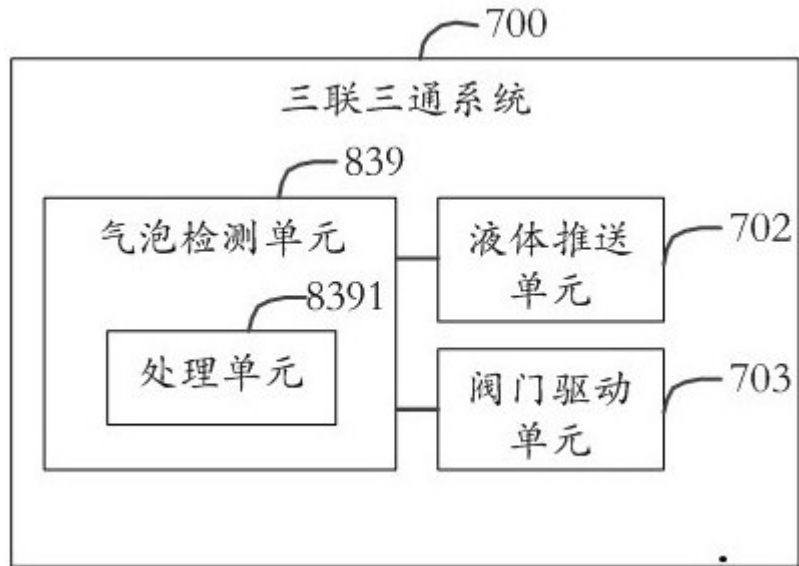 700
三联三通系统
839
气泡检测单元
8391
处理单元
液体推送
单元
702
阀门驱动
单元
703